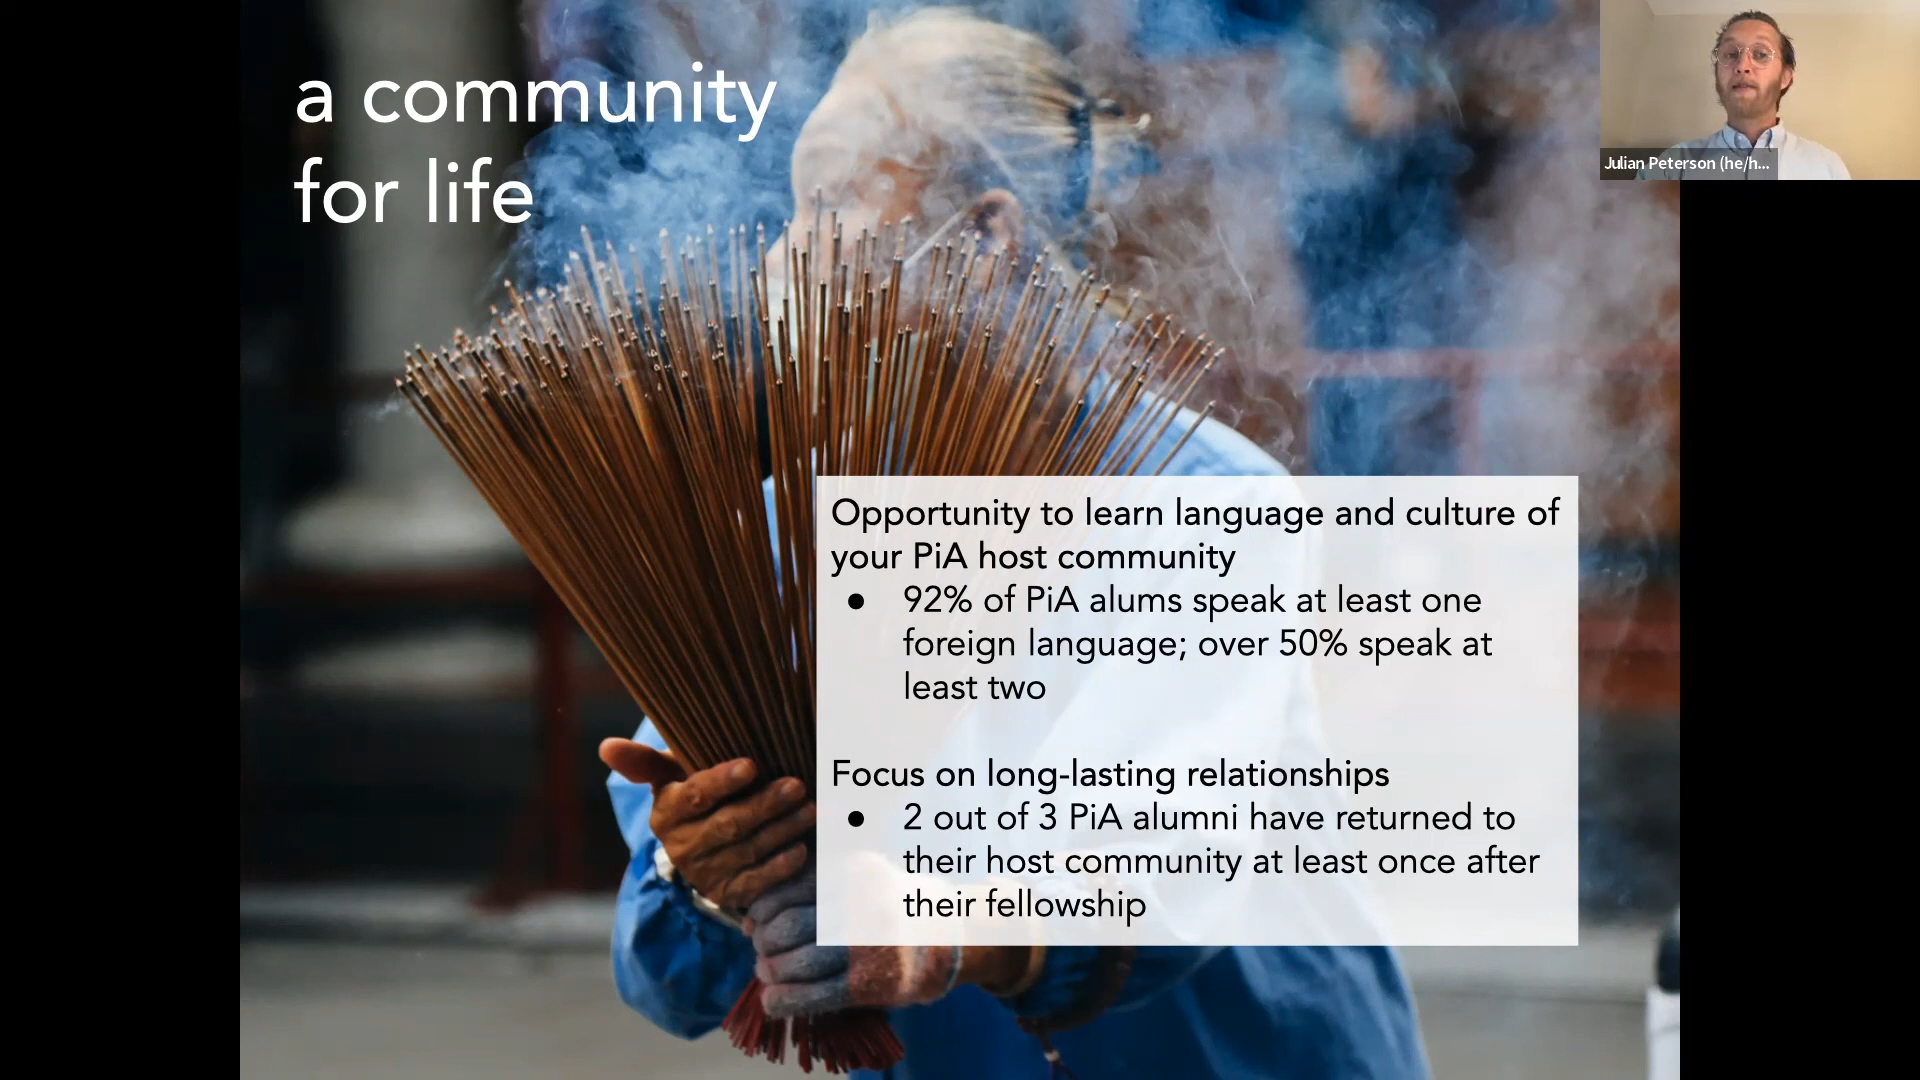 a community
for life
Julian Peterson (he/h...
Opportunity to learn language and culture of
your PiA host community
● 92% of PiA alums speak at least one
foreign language; over 50% speak at
least two
Focus on long-lasting relationships
● 2 out of 3 PiA alumni have returned to
their host community at least once after
their fellowship